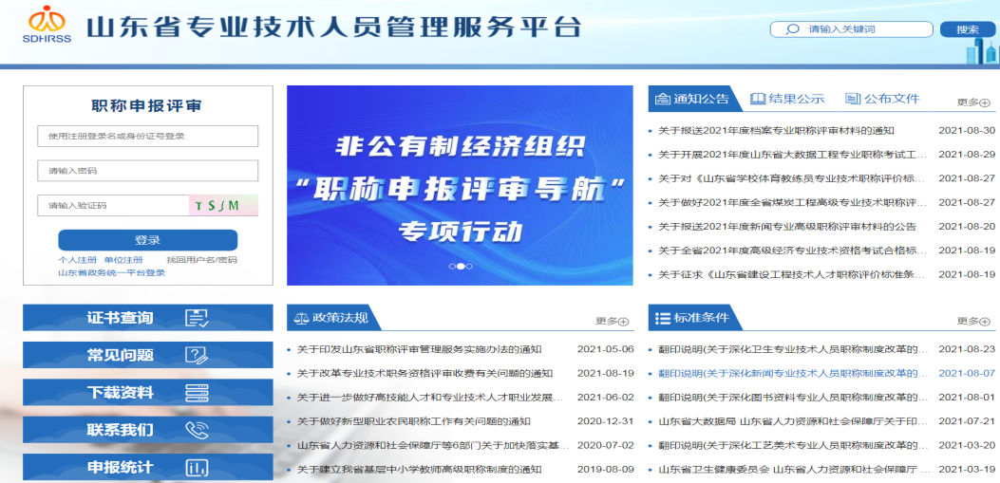 SDHRSS
山东省专业技术人员管理服务平台
请输入关键词
搜索
职称申报评审
使用注册登录名或身份证号登录
请输入密码
请输入验证码
TSJM
登录
个人注册 单位注册 找回用户名/密码
山东省政务统一平台登录
非公有制经济组织
“职称申报评审导航”
专项行动
通知公告 结果公示 公布文件 更多
关于报送2021年度档案专业职称评审材料的通知 2021-08-30
关于开展2021年度山东省大数据工程专业职称考试工... 2021-08-29
关于对《山东省学校体育教练员专业技术职称评价标... 2021-08-27
关于做好2021年度全省煤炭工程高级专业技术职称评... 2021-08-27
关于报送2021年度新闻专业高级职称评审材料的公告 2021-08-20
关于全省2021年度高级经济专业技术资格考试合格标... 2021-08-19
关于征求《山东省建设工程技术人才职称评价标准条... 2021-08-19
证书查询
常见问题
下载资料
联系我们
申报统计
政策法规 更多
关于印发山东省职称评审管理服务实施办法的通知 2021-05-06
关于改革专业技术职务资格评审收费有关问题的通知 2021-08-19
关于进一步做好高技能人才和专业技术人才职业发展... 2021-06-02
关于做好新型职业农民职称工作有关问题的通知 2020-12-31
山东省人力资源和社会保障厅等6部门关于加快落实基... 2020-07-02
关于建立我省基层中小学教师高级职称制度的通知 2019-08-09
标准条件 更多
翻印说明(关于深化卫生专业技术人员职称制度改革的... 2021-08-23
翻印说明(关于深化新闻专业技术人员职称制度改革的... 2021-08-07
翻印说明(关于深化图书资料专业人员职称制度改革的... 2021-08-01
山东省大数据局 山东省人力资源和社会保障厅关于印... 2021-07-21
翻印说明(关于深化工艺美术专业人员职称制度改革的... 2021-03-20
山东省卫生健康委员会 山东省人力资源和社会保障厅 ... 2021-03-19